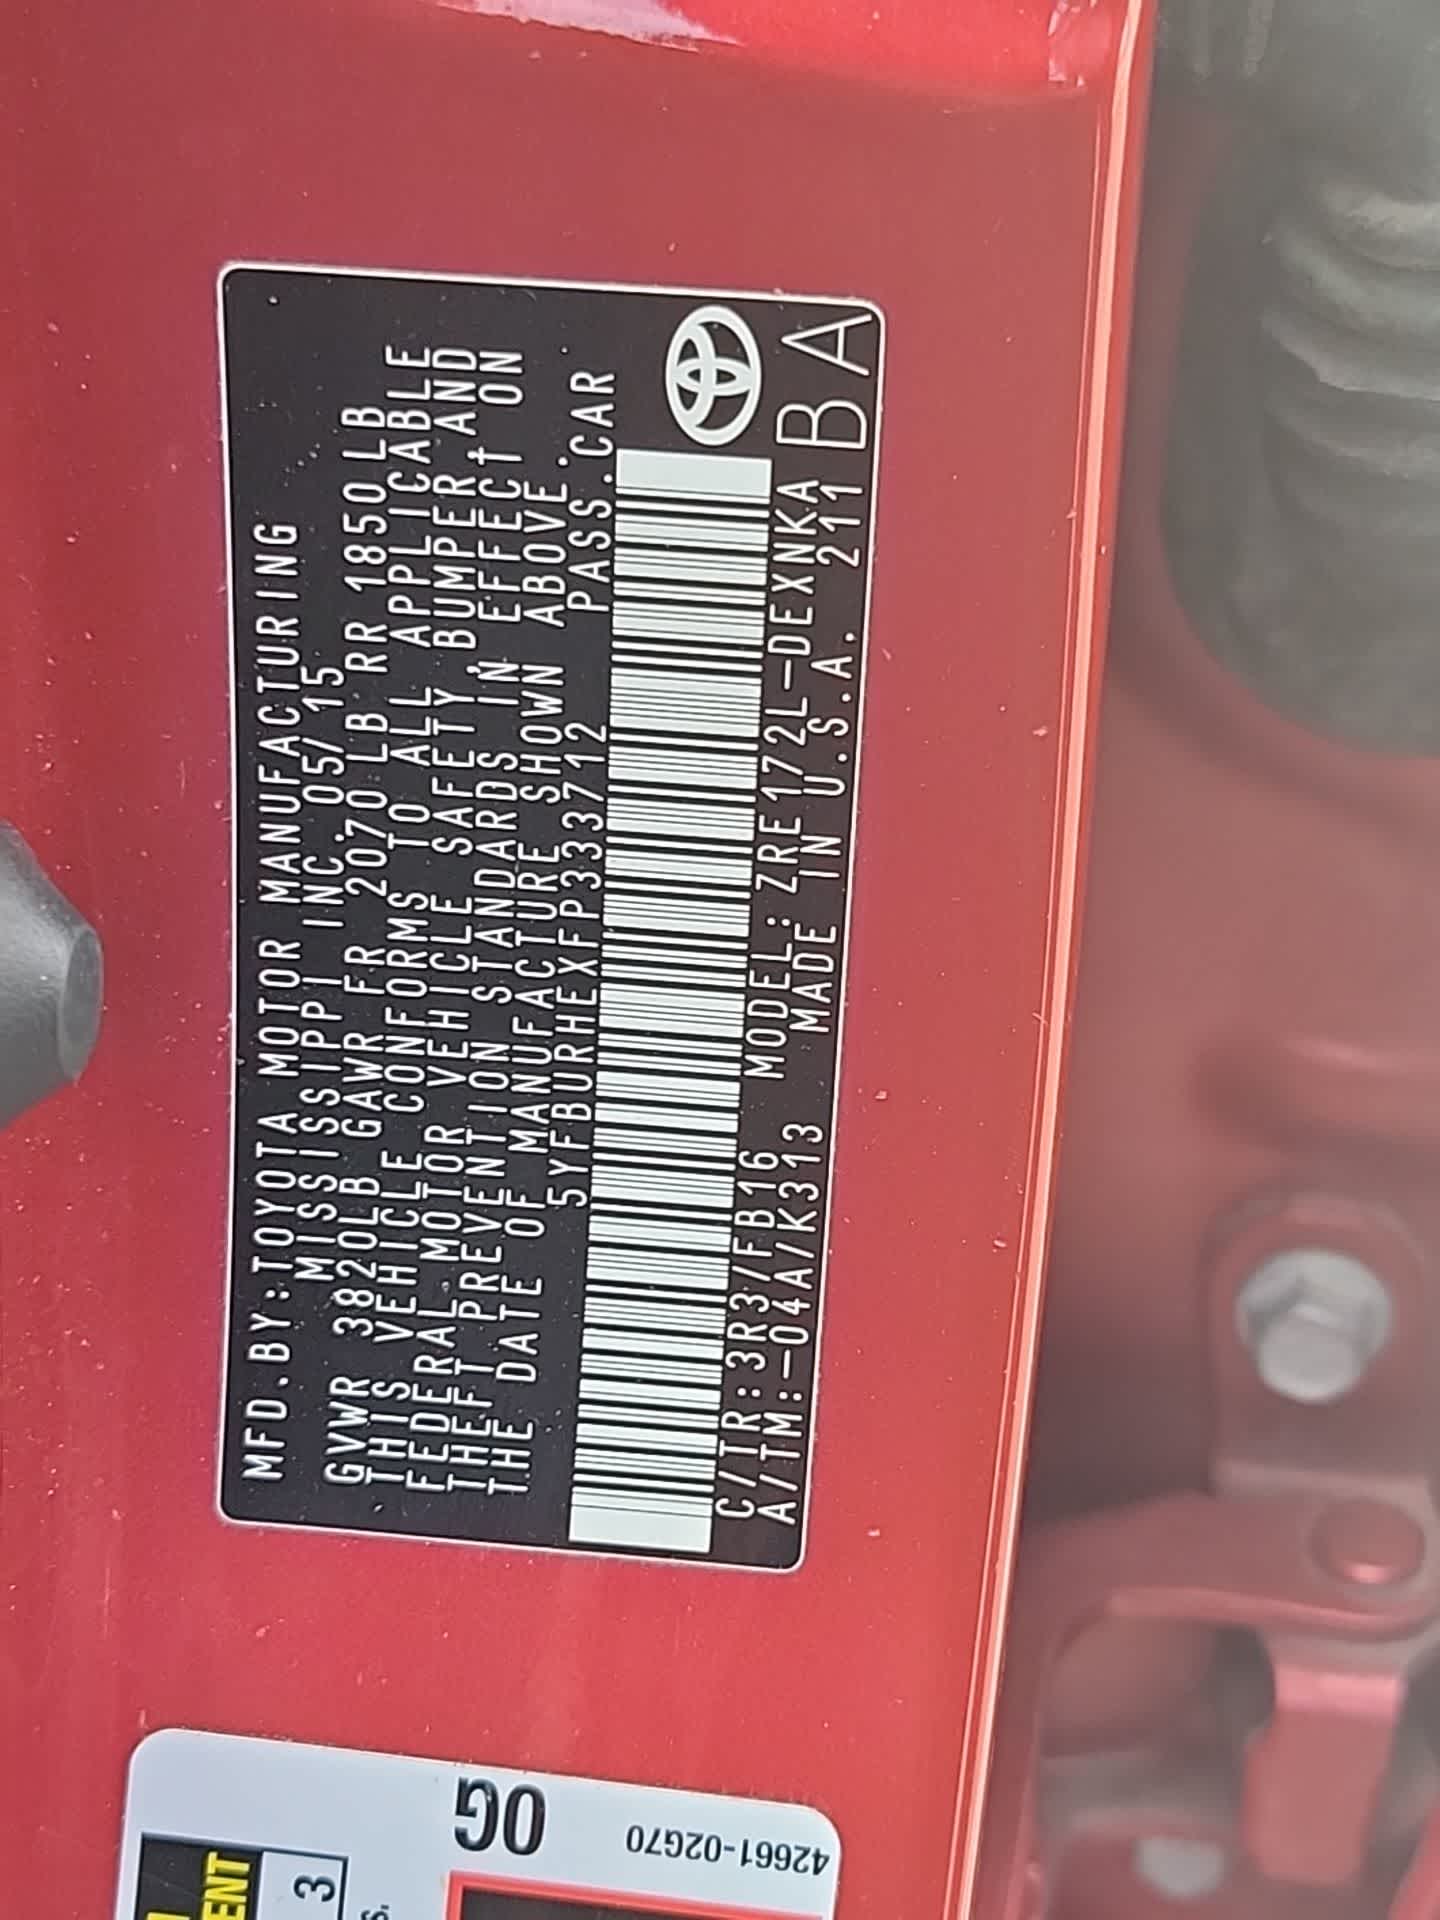 MFD.BY:TOYOTA MOTOR MANUFACTURING
MISSISSIPPI INC. 05/15
GVWR 3820LB GAWR FR 2070LB RR 1850LB
THIS VEHICLE CONFORMS TO ALL APPLICABLE
FEDERAL MOTOR VEHICLE SAFETY, BUMPER AND
THEFT PREVENTION STANDARDS IN EFFECT ON
THE DATE OF MANUFACTURE SHOWN ABOVE.
5YFBURHEXFP333712 PASS.CAR
C/TR:3R3/FB16 MODEL:ZRE172L-DEXNKA
A/TM:-04A/K313 MADE IN U.S.A. 211
BA
0G
42661-02G70
ENT
3